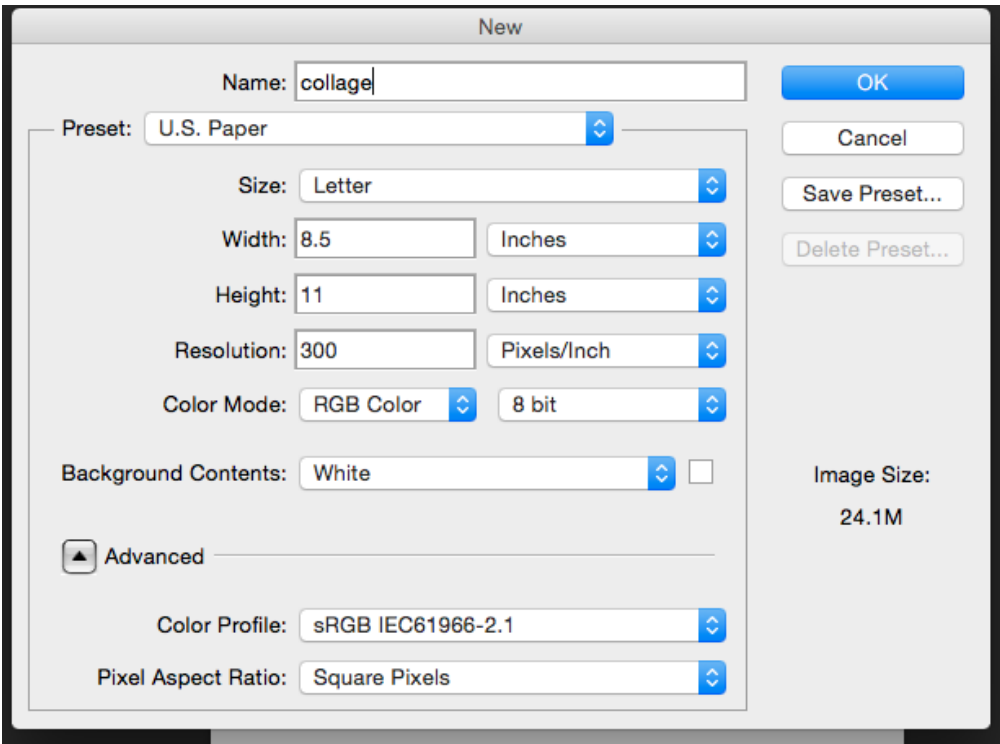 New
Name: collage
OK
Preset: U.S. Paper
Cancel
Size: Letter
Save Preset...
Width: 8.5 Inches
Delete Preset...
Height: 11 Inches
Resolution: 300 Pixels/Inch
Color Mode: RGB Color 8 bit
Background Contents: White
Image Size:
24.1M
Advanced
Color Profile: sRGB IEC61966-2.1
Pixel Aspect Ratio: Square Pixels